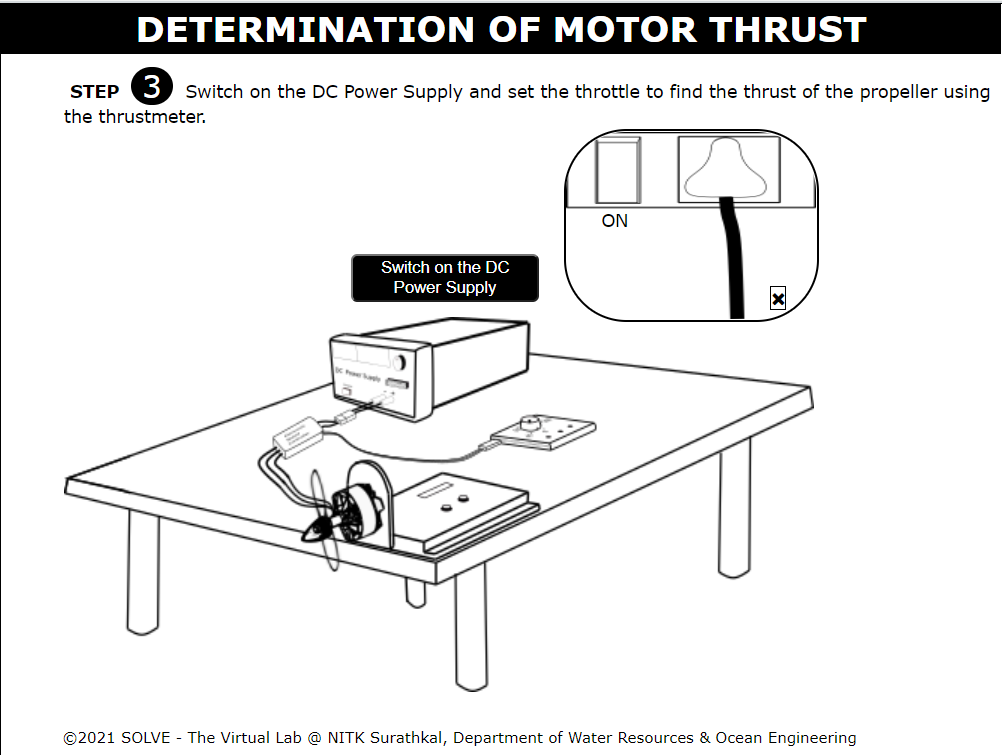 DETERMINATION OF MOTOR THRUST
STEP 3 Switch on the DC Power Supply and set the throttle to find the thrust of the propeller using
the thrustmeter.
ON
Switch on the DC
Power Supply
DC Power Supply
©2021 SOLVE - The Virtual Lab @ NITK Surathkal, Department of Water Resources & Ocean Engineering